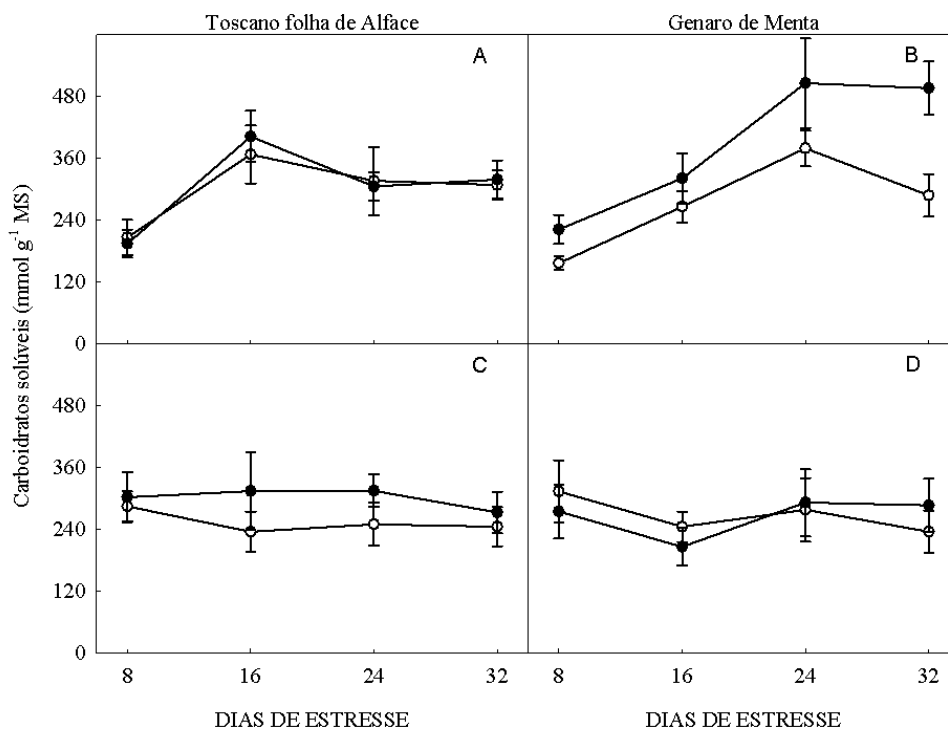 Toscano folha de Alface
Genaro de Menta
Carboidratos solúveis (mmol g⁻¹ MS)
A
480
360
240
120
0
B
C
480
360
240
120
0
D
8 16 24 32
8 16 24 32
DIAS DE ESTRESSE
DIAS DE ESTRESSE